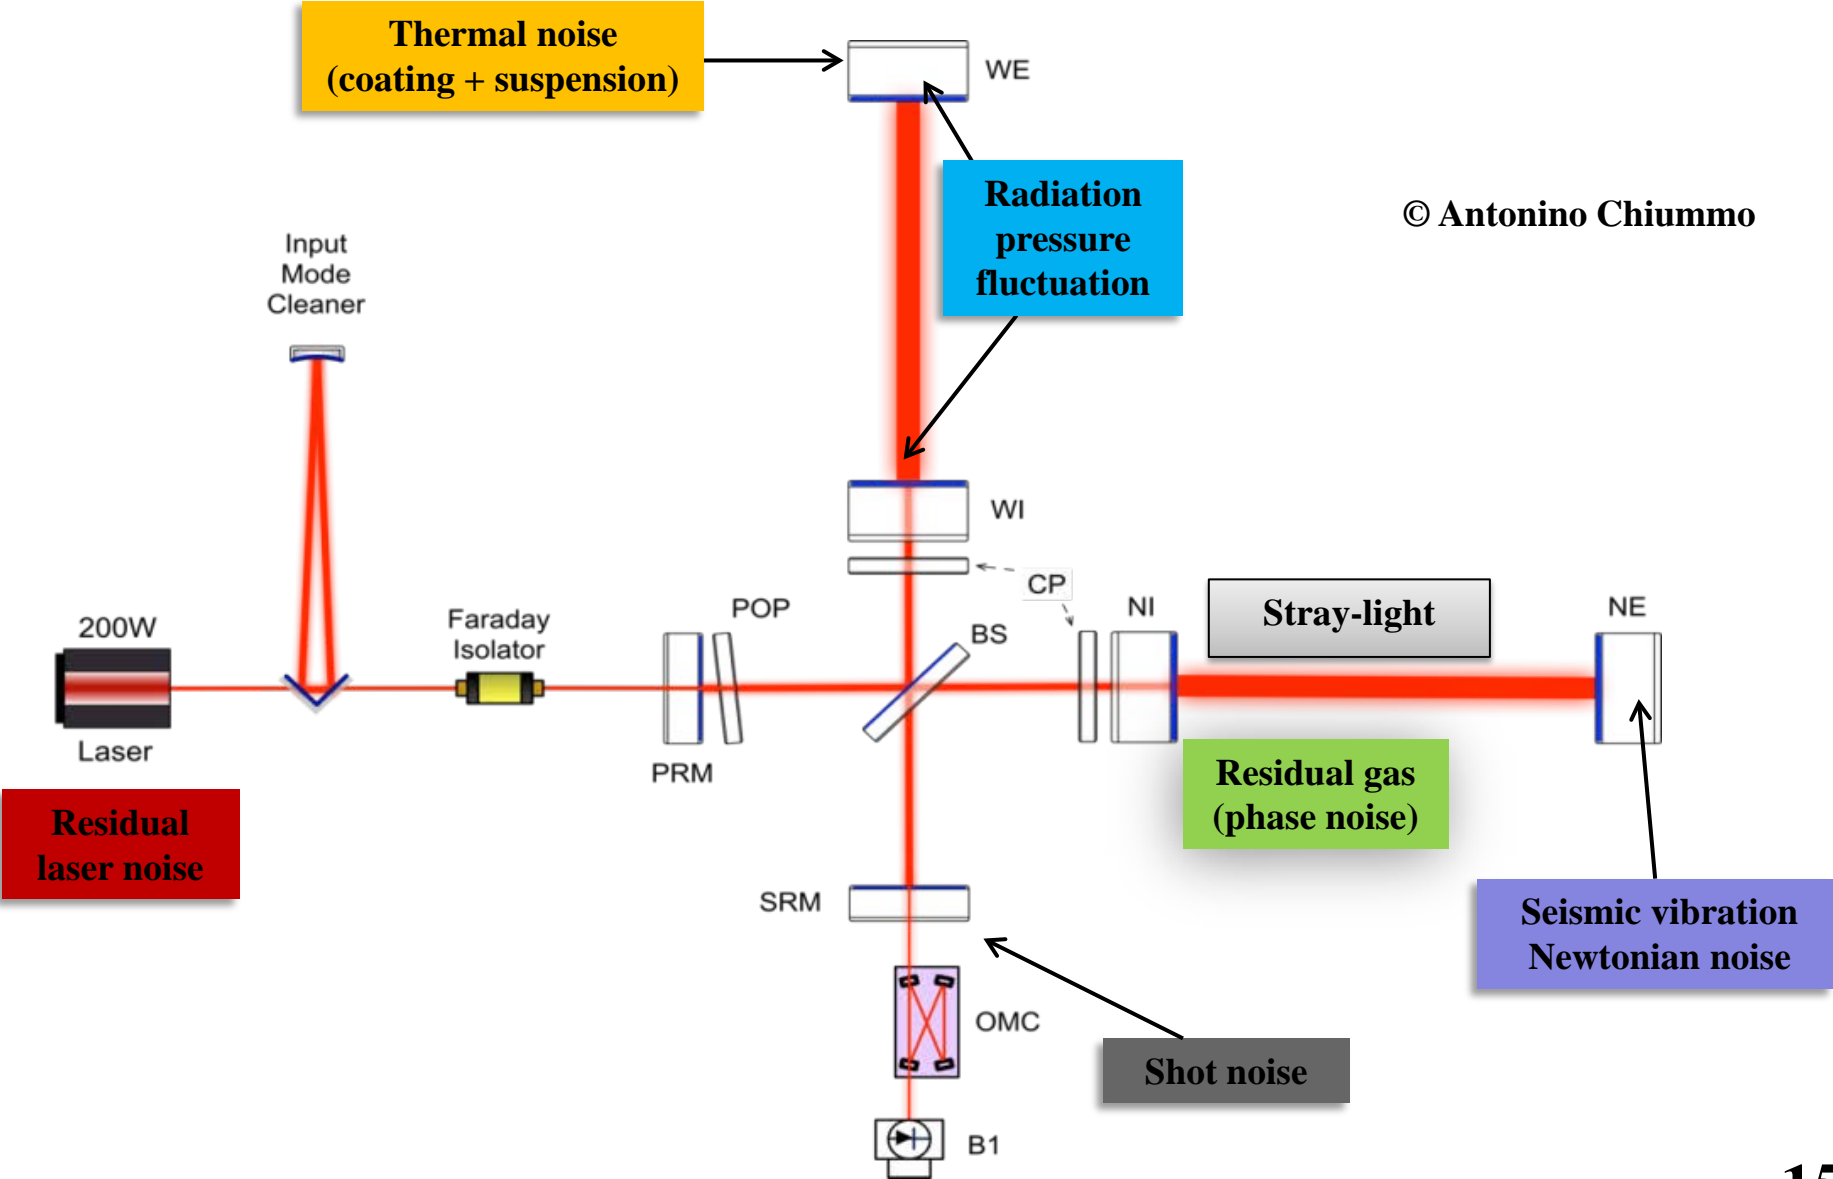 Thermal noise
(coating + suspension)
WE
Radiation
pressure
fluctuation
© Antonino Chiummo
Input
Mode
Cleaner
WI
CP
200W
Laser
Faraday
Isolator
POP
PRM
BS
NI
Stray-light
NE
Residual
laser noise
Residual gas
(phase noise)
SRM
Seismic vibration
Newtonian noise
OMC
Shot noise
B1